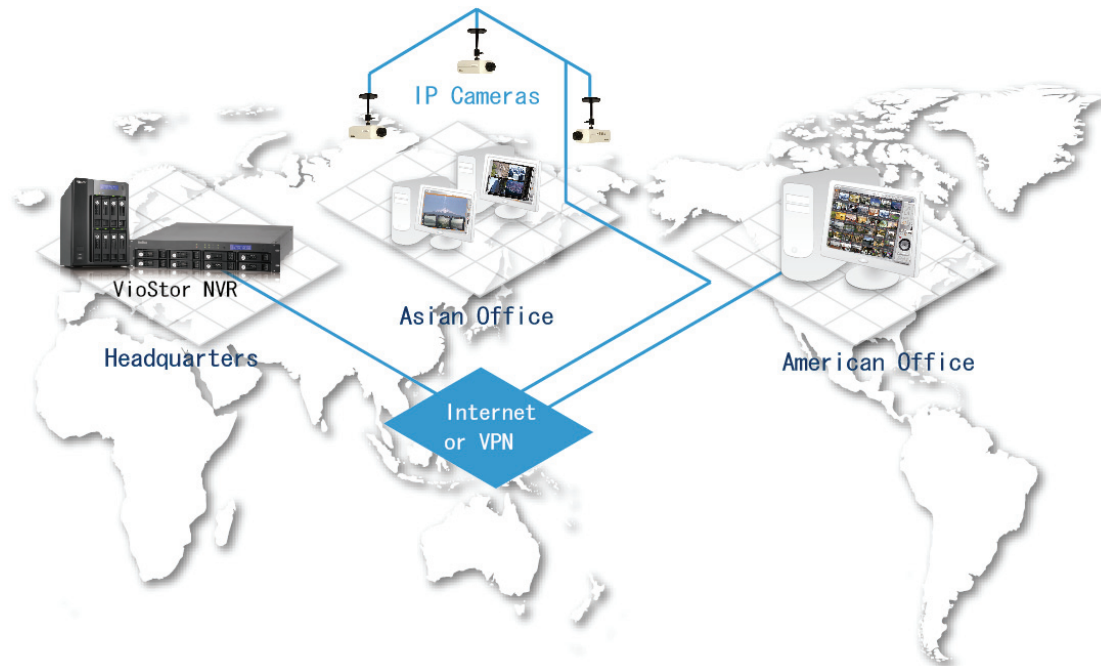 IP Cameras
VioStor NVR
Headquarters
Asian Office
American Office
Internet
or VPN